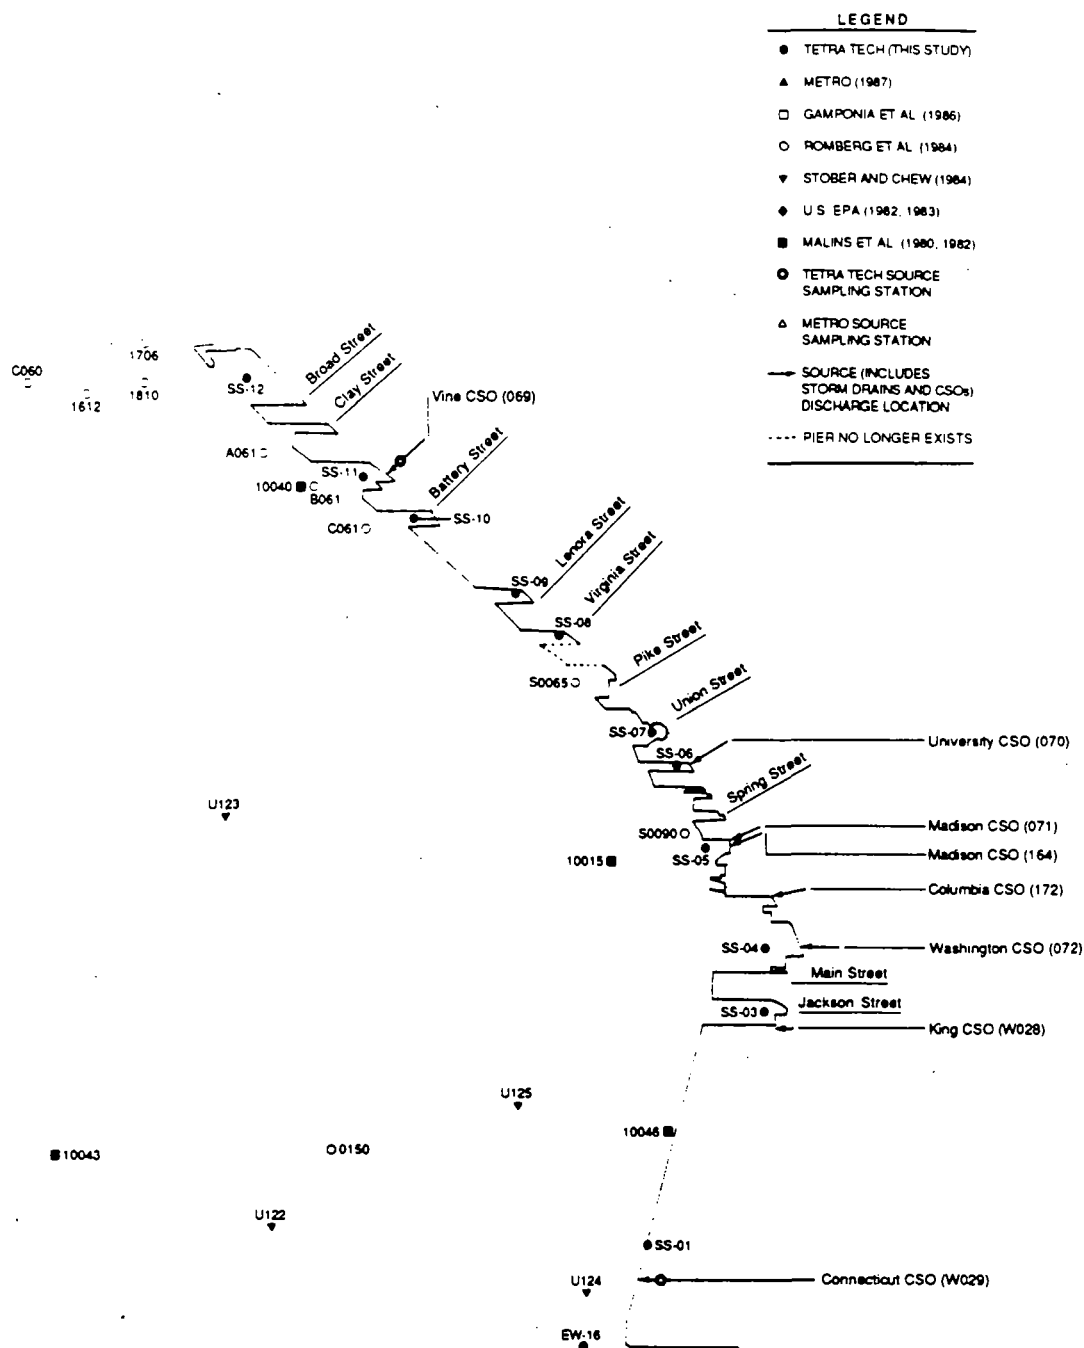 LEGEND
TETRA TECH (THIS STUDY)
METRO (1987)
GAMPONIA ET AL (1986)
ROMBERG ET AL (1984)
STOBER AND CHEW (1984)
U.S. EPA (1982, 1983)
MALINS ET AL (1980, 1982)
TETRA TECH SOURCE
SAMPLING STATION
METRO SOURCE
SAMPLING STATION
SOURCE (INCLUDES
STORM DRAINS AND CSOs)
DISCHARGE LOCATION
PIER NO LONGER EXISTS
C060
1706
1612
1810
SS-12
Broad Street
Clay Street
Vine CSO (069)
A061
SS-11
Battery Street
10040
B061
C061
SS-10
Lenora Street
SS-09
Virginia Street
SS-08
Pike Street
S0065
Union Street
SS-07
University CSO (070)
SS-06
Spring Street
U123
S0090
Madison CSO (071)
SS-05
Madison CSO (164)
10015
Columbia CSO (172)
SS-04
Washington CSO (072)
Main Street
SS-03
Jackson Street
King CSO (W028)
U125
10046
10043
0150
U122
SS-01
U124
Connecticut CSO (W029)
EW-16